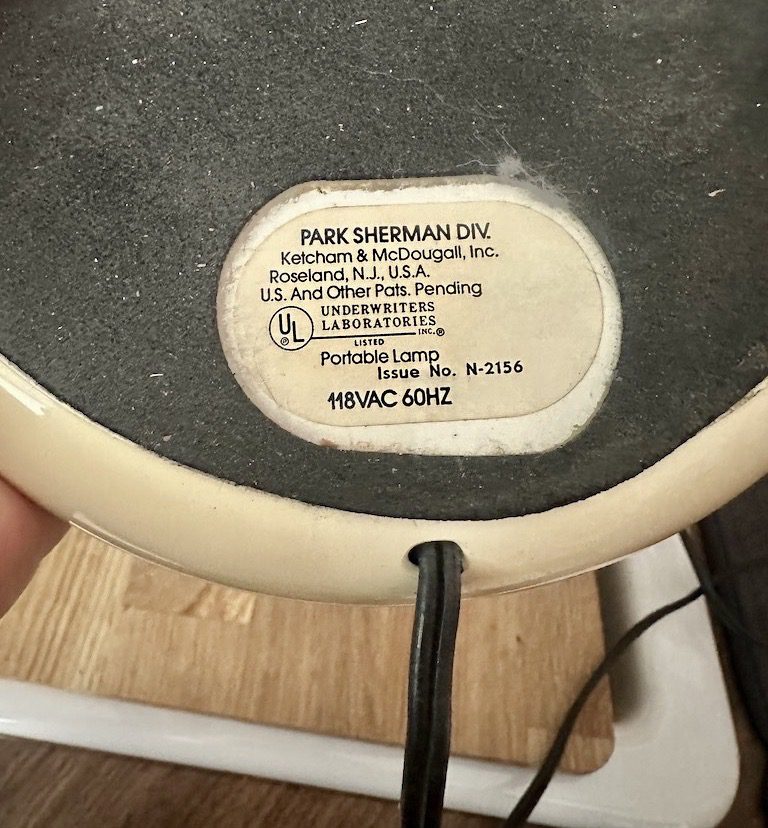 PARK SHERMAN DIV.
Ketcham & McDougall, Inc.
Roseland, N.J., U.S.A.
U.S. And Other Pats. Pending
UL ® UNDERWRITERS
LABORATORIES
INC.®
LISTED
Portable Lamp
Issue No. N-2156
118VAC 60HZ